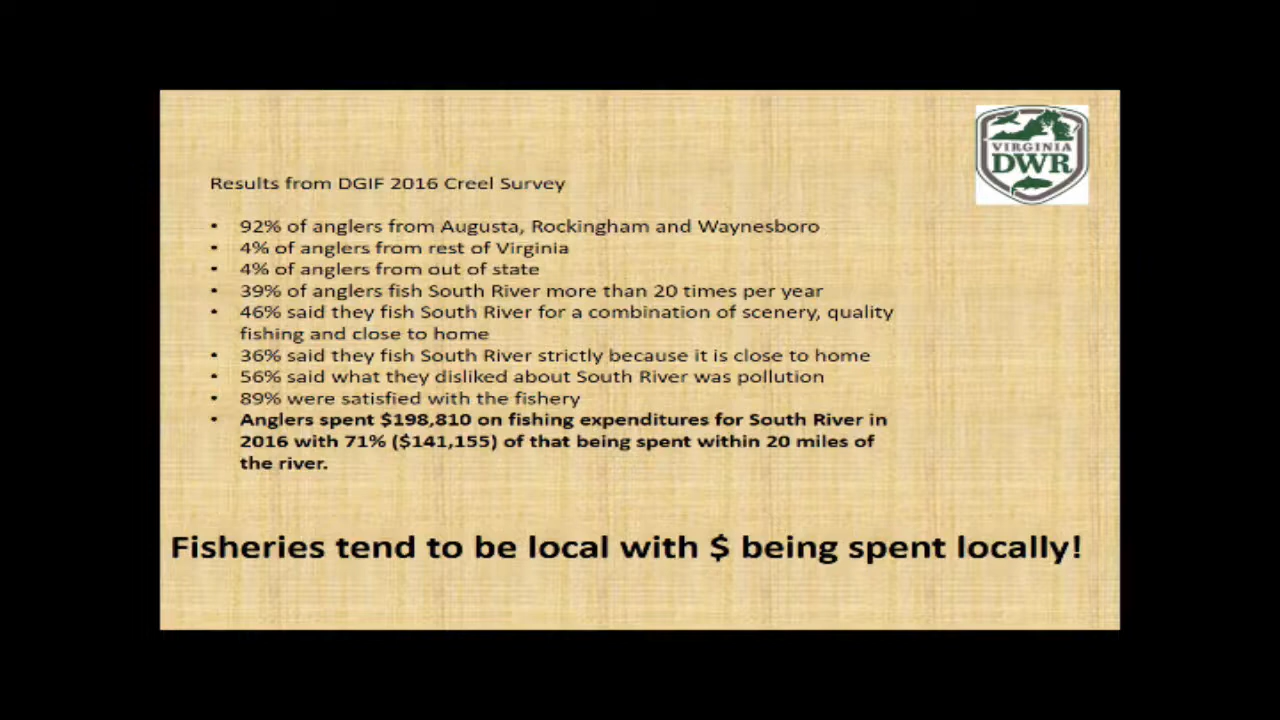 VIRGINIA
DWR
Results from DGIF 2016 Creel Survey
• 92% of anglers from Augusta, Rockingham and Waynesboro
• 4% of anglers from rest of Virginia
• 4% of anglers from out of state
• 39% of anglers fish South River more than 20 times per year
• 46% said they fish South River for a combination of scenery, quality
fishing and close to home
• 36% said they fish South River strictly because it is close to home
• 56% said what they disliked about South River was pollution
• 89% were satisfied with the fishery
• Anglers spent $198,810 on fishing expenditures for South River in
2016 with 71% ($141,155) of that being spent within 20 miles of
the river.
Fisheries tend to be local with $ being spent locally!